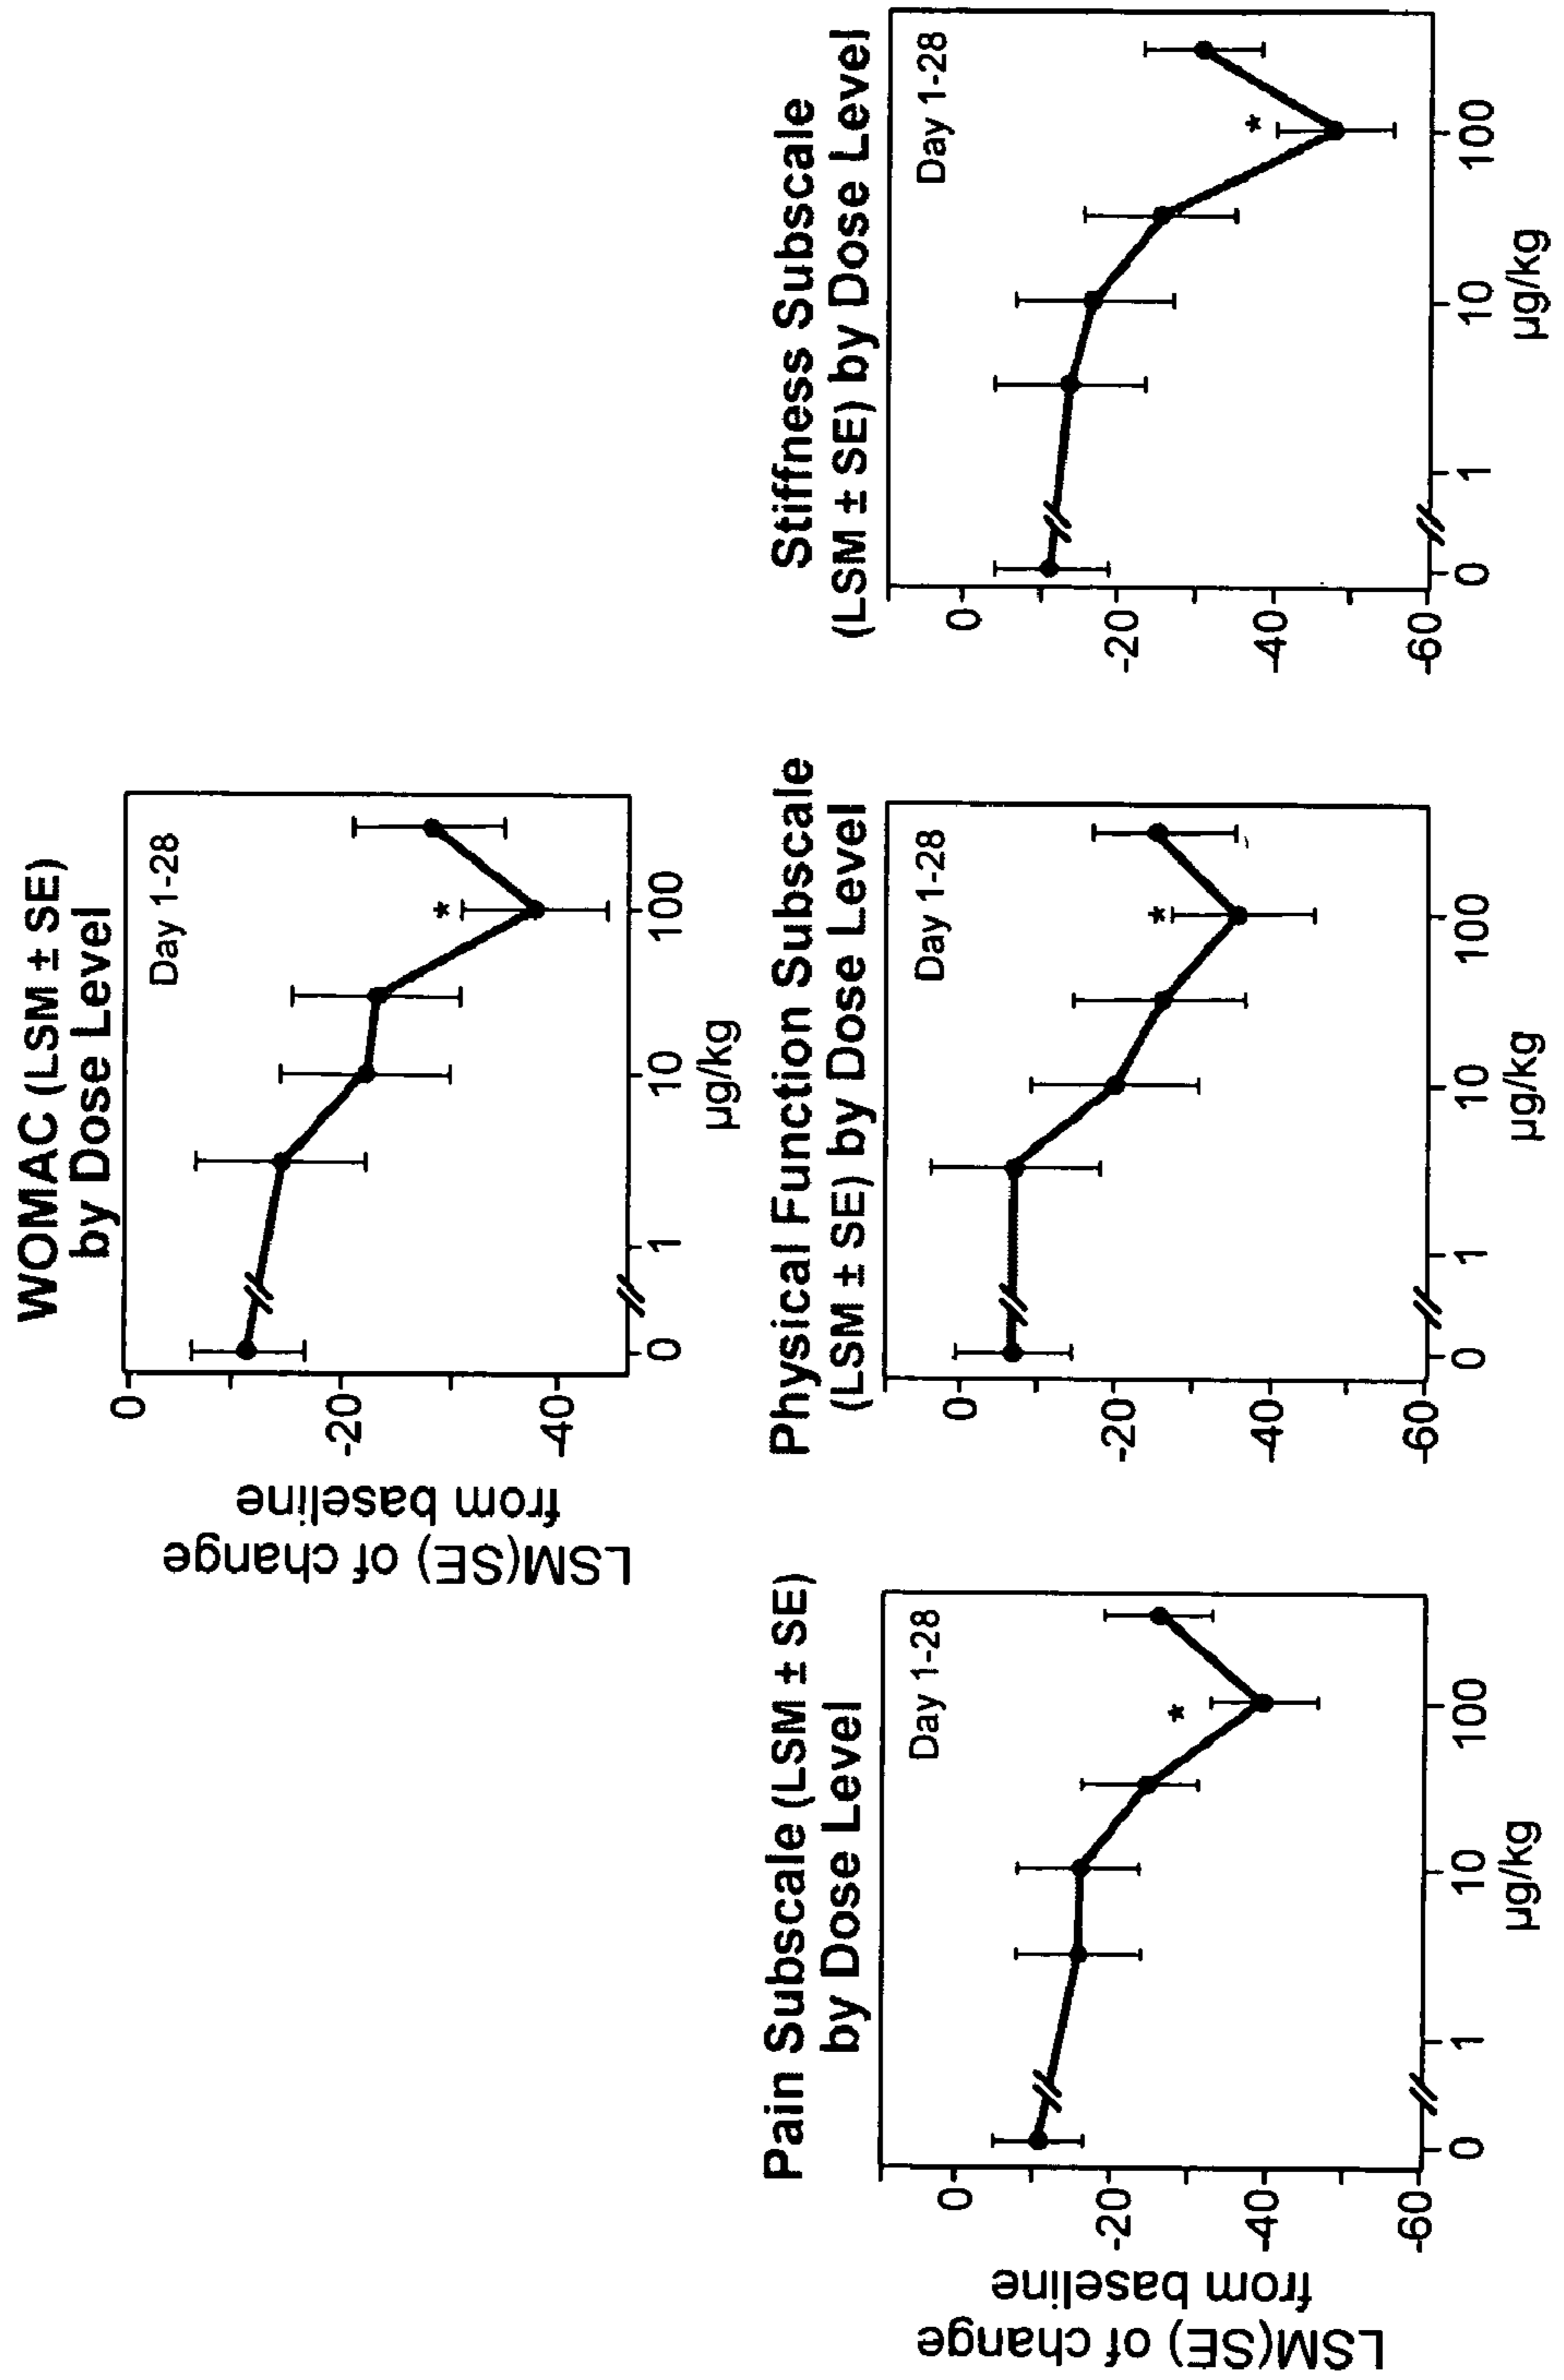 WOMAC (LSM ± SE)
by Dose Level
LSM(SE) of change
from baseline
0
-20
-40
Day 1-28
*
0
1
10
100
µg/kg
Pain Subscale (LSM ± SE)
by Dose Level
LSM(SE) of change
from baseline
0
-20
-40
-60
Day 1-28
*
0
1
10
100
µg/kg
Physical Function Subscale
(LSM ± SE) by Dose Level
0
-20
-40
-60
Day 1-28
*
0
1
10
100
µg/kg
Stiffness Subscale
(LSM ± SE) by Dose Level
0
-20
-40
-60
Day 1-28
*
0
1
10
100
µg/kg